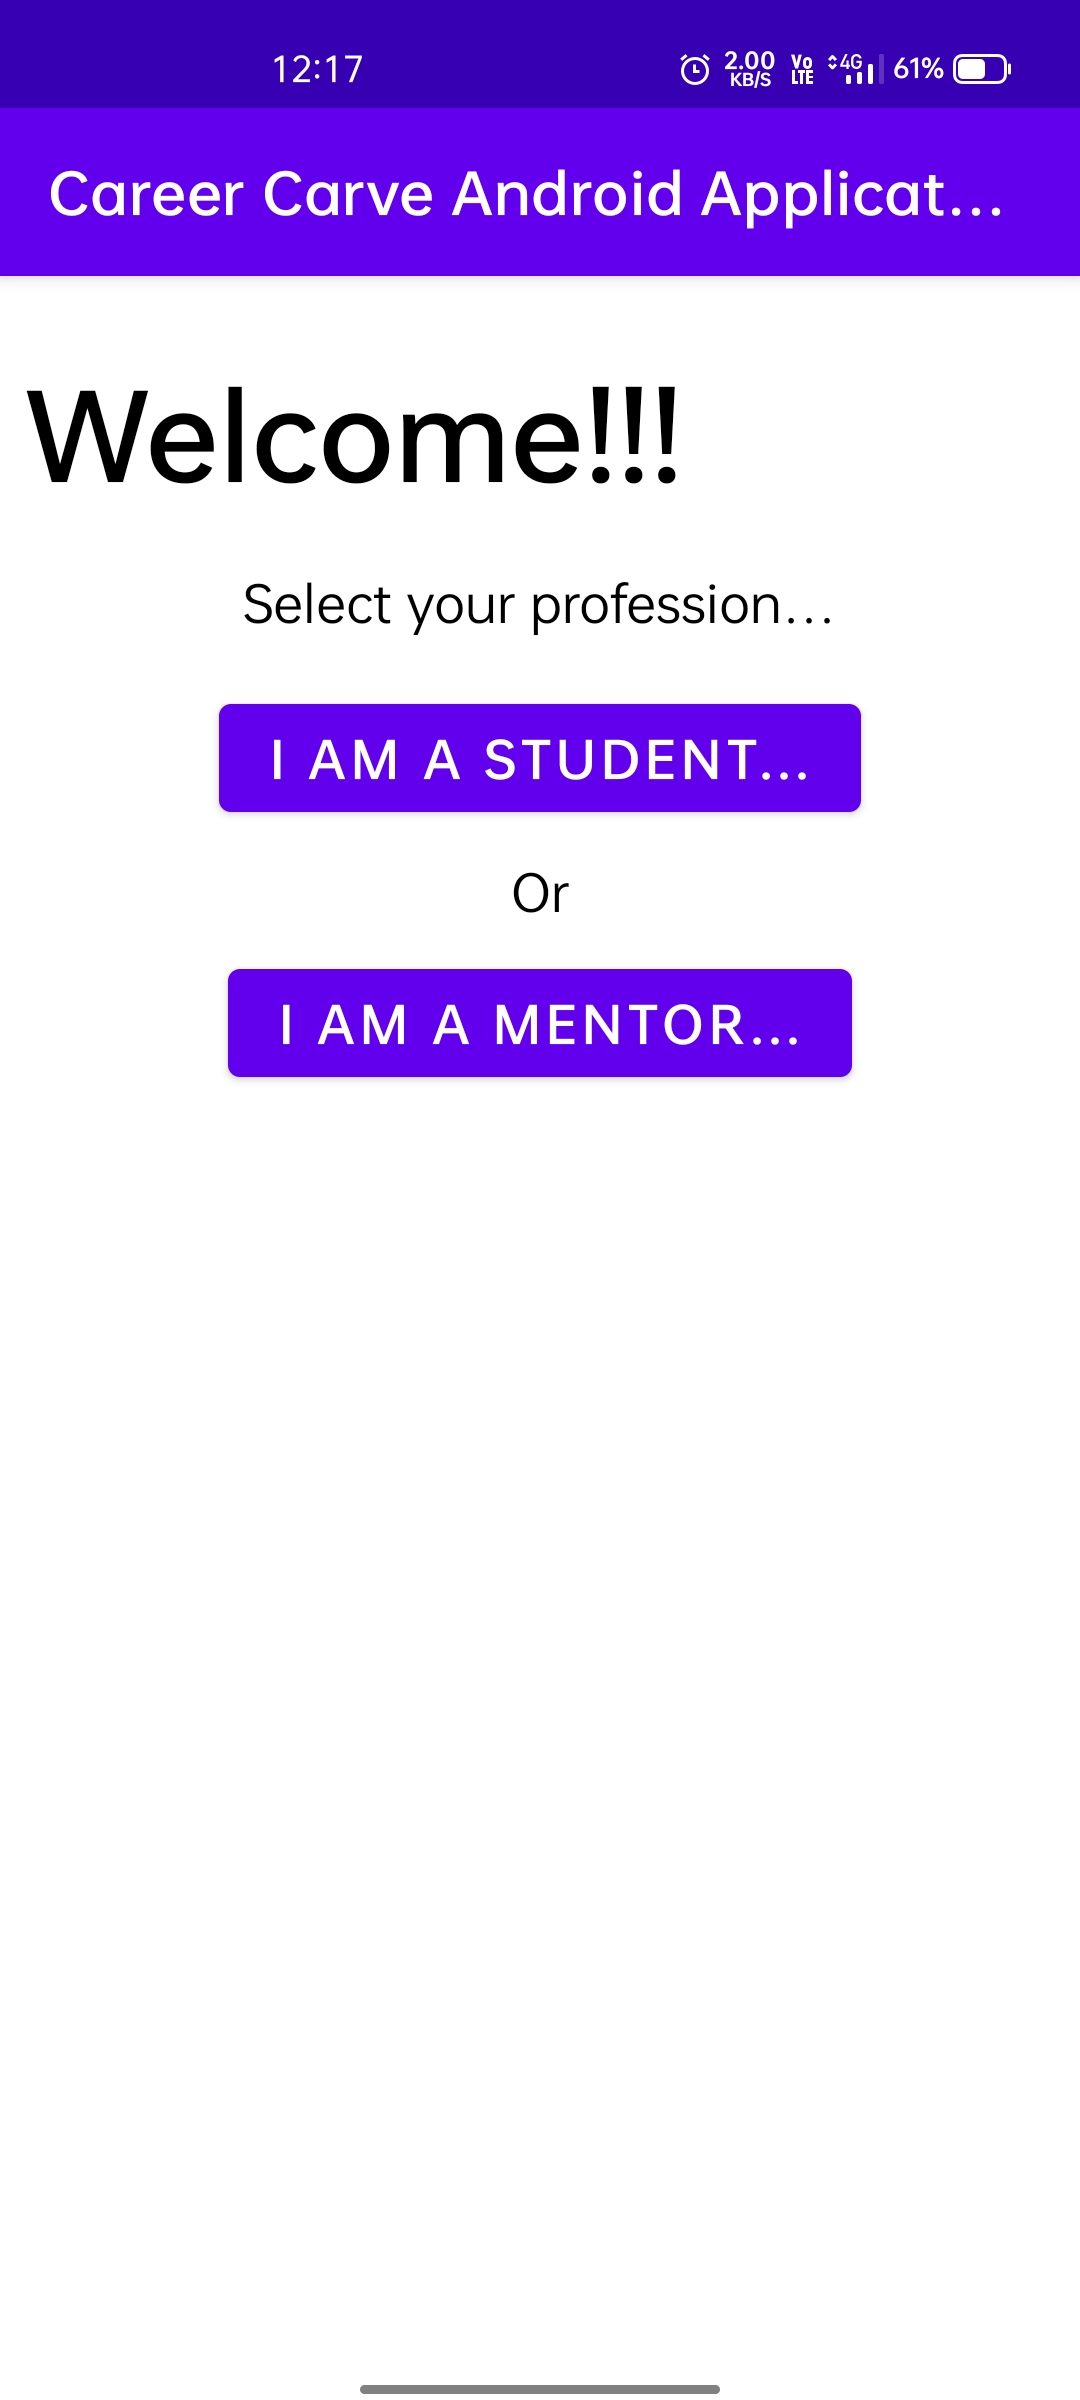 12:17
2.00 KB/S Vo LTE 4G 61%
Career Carve Android Applicat...
Welcome!!!
Select your profession...
I AM A STUDENT...
Or
I AM A MENTOR...